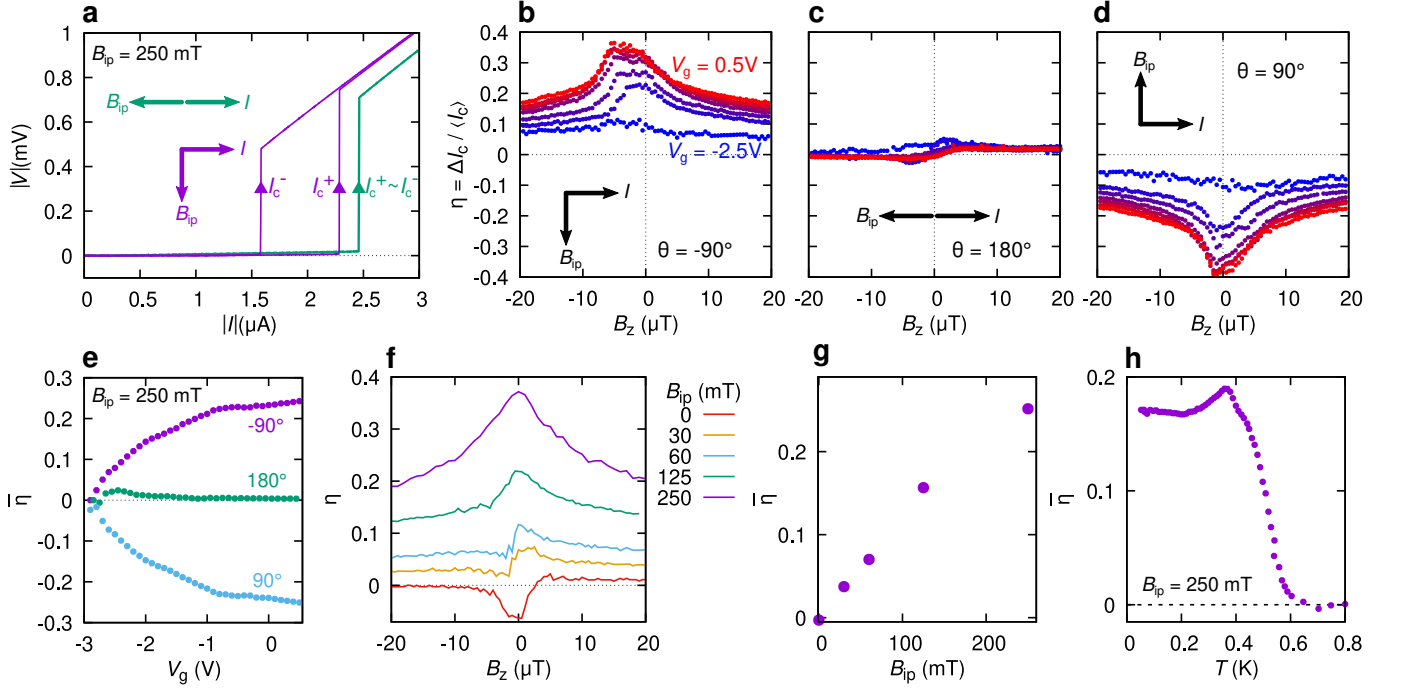 a
B_ip = 250 mT
1
0.8
0.6
0.4
0.2
0
|V|(mV)
B_ip
I
I
B_ip
I_c^-
I_c^+
I_c^+~I_c^-
0 0.5 1 1.5 2 2.5 3
|I|(µA)
b
0.4
0.3
0.2
0.1
0
-0.1
-0.2
-0.3
-0.4
η = ΔI_c / ⟨I_c⟩
V_g = 0.5V
V_g = -2.5V
I
B_ip
θ = -90°
-20 -10 0 10 20
B_z (µT)
c
B_ip
I
θ = 180°
-10 0 10 20
B_z (µT)
d
B_ip
I
θ = 90°
-20 -10 0 10 20
B_z (µT)
e
B_ip = 250 mT
0.3
0.2
0.1
0
-0.1
-0.2
-0.3
η̅
-90°
180°
90°
-3 -2 -1 0
V_g (V)
f
0.4
0.3
0.2
0.1
0
η
B_ip (mT)
0
30
60
125
250
-20 -10 0 10 20
B_z (µT)
g
0.2
0
η̅
0 100 200
B_ip (mT)
h
0.2
0.1
0
η̅
B_ip = 250 mT
0 0.2 0.4 0.6 0.8
T (K)